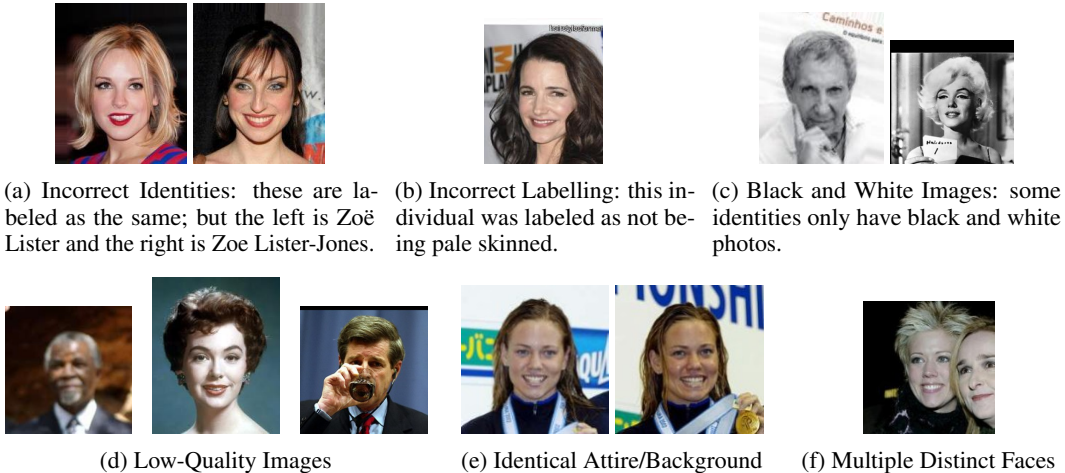 Caminhos e
(a) Incorrect Identities: these are la-
beled as the same; but the left is Zoë
Lister and the right is Zoe Lister-Jones.
(b) Incorrect Labelling: this in-
dividual was labeled as not be-
ing pale skinned.
(c) Black and White Images: some
identities only have black and white
photos.
(d) Low-Quality Images
(e) Identical Attire/Background
(f) Multiple Distinct Faces